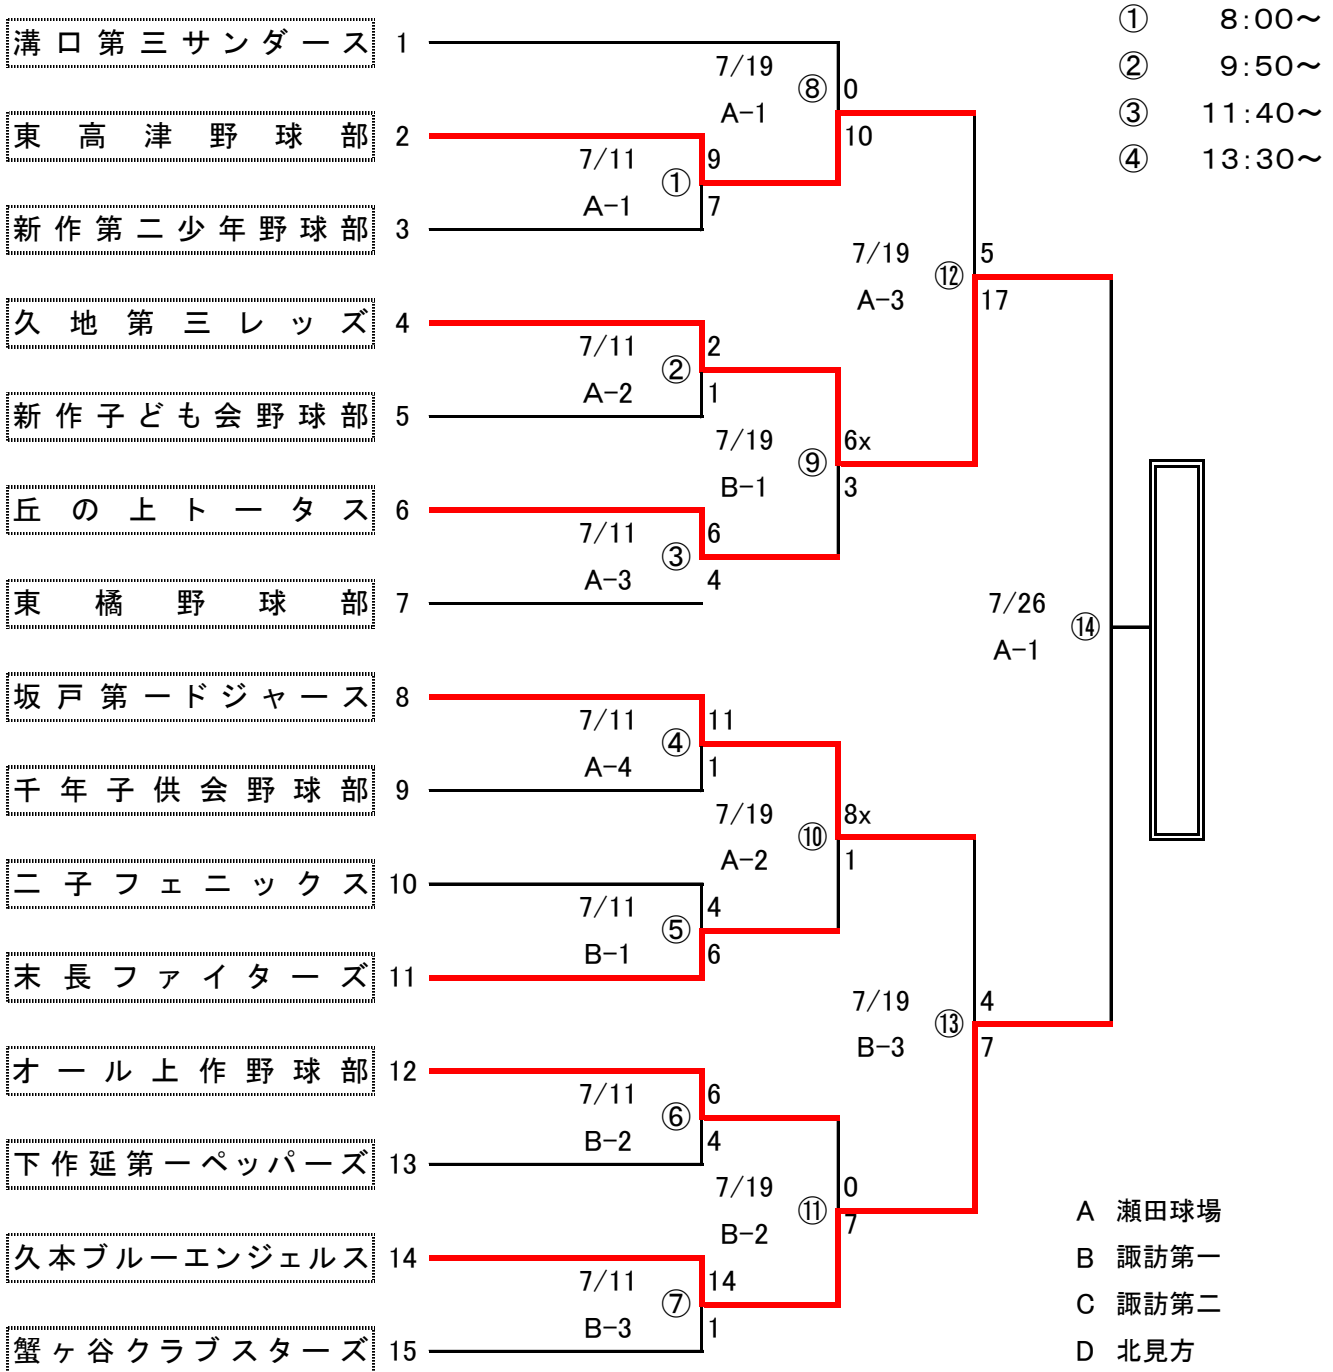 溝口第三サンダース 1
東高津野球部 2
新作第二少年野球部 3
久地第三レッズ 4
新作子ども会野球部 5
丘の上トータス 6
東橘野球部 7
坂戸第一ドジャース 8
千年子供会野球部 9
二子フェニックス 10
末長ファイターズ 11
オール上作野球部 12
下作延第一ペッパーズ 13
久本ブルーエンジェルス 14
蟹ヶ谷クラブスターズ 15
7/11 ① 9
A-1 7
7/11 ② 2
A-2 1
7/11 ③ 6
A-3 4
7/11 ④ 11
A-4 1
7/11 ⑤ 4
B-1 6
7/11 ⑥ 6
B-2 4
7/11 ⑦ 14
B-3 1
7/19 ⑧ 0
A-1 10
7/19 ⑨ 6x
B-1 3
7/19 ⑩ 8x
A-2 1
7/19 ⑪ 0
B-2 7
7/19 ⑫ 5
A-3 17
7/19 ⑬ 4
B-3 7
7/26 ⑭
A-1
① 8:00~
② 9:50~
③ 11:40~
④ 13:30~
A 瀬田球場
B 諏訪第一
C 諏訪第二
D 北見方